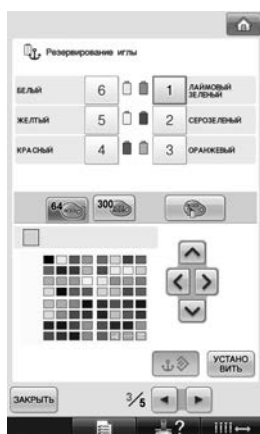 Резервирование иглы
БЕЛЫЙ 6 1 ЛАЙМОВЫЙ
ЗЕЛЕНЫЙ
ЖЕЛТЫЙ 5 2 СЕРОЗЕЛЕНЫЙ
КРАСНЫЙ 4 3 ОРАНЖЕВЫЙ
64 300
УСТАНО
ВИТЬ
ЗАКРЫТЬ 3/5
?